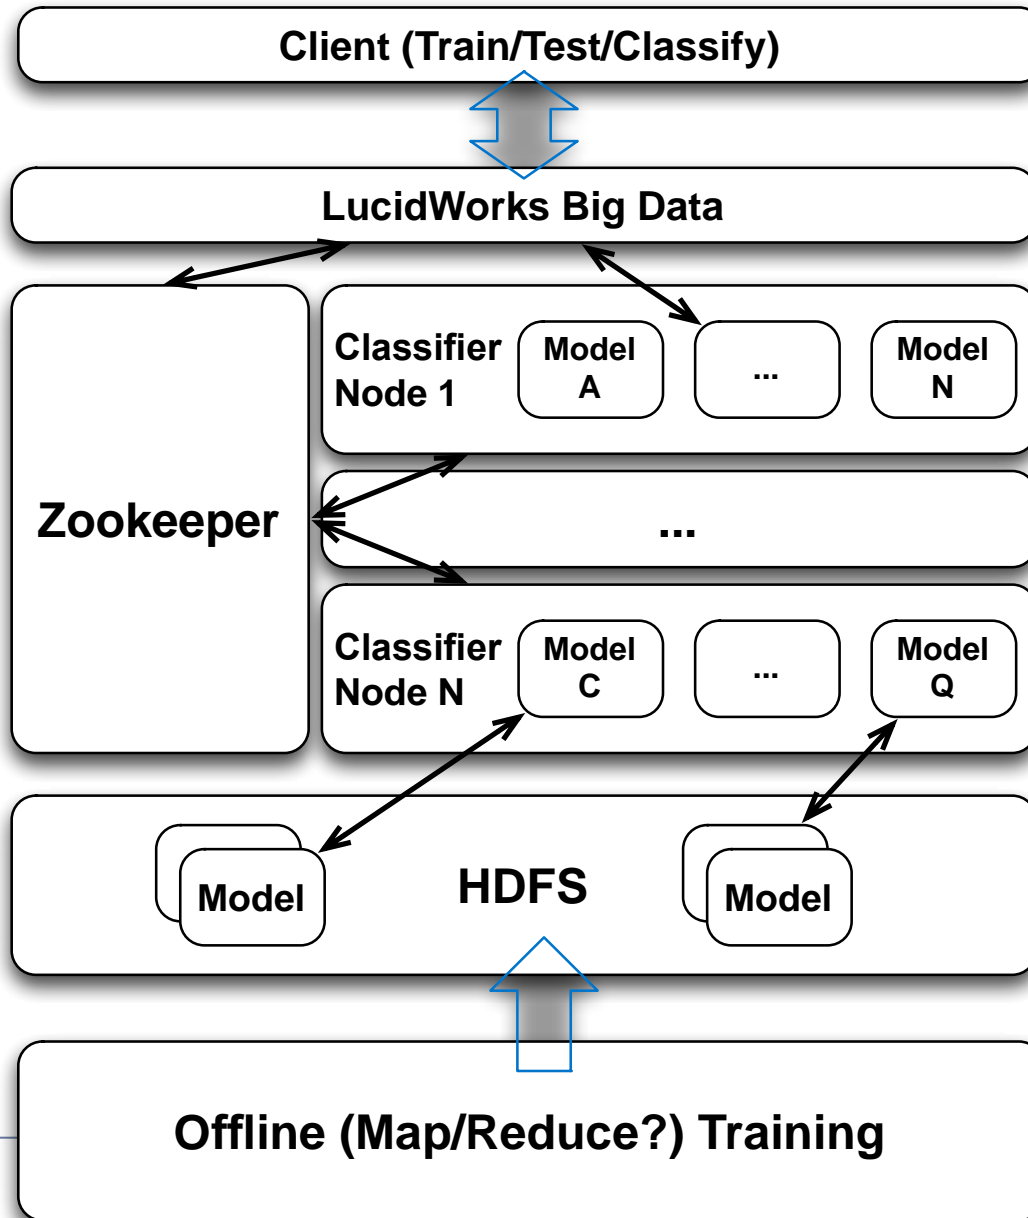 Client (Train/Test/Classify)
LucidWorks Big Data
Zookeeper
Classifier
Node 1
Model
A
...
Model
N
...
Classifier
Node N
Model
C
...
Model
Q
Model
HDFS
Model
Offline (Map/Reduce?) Training